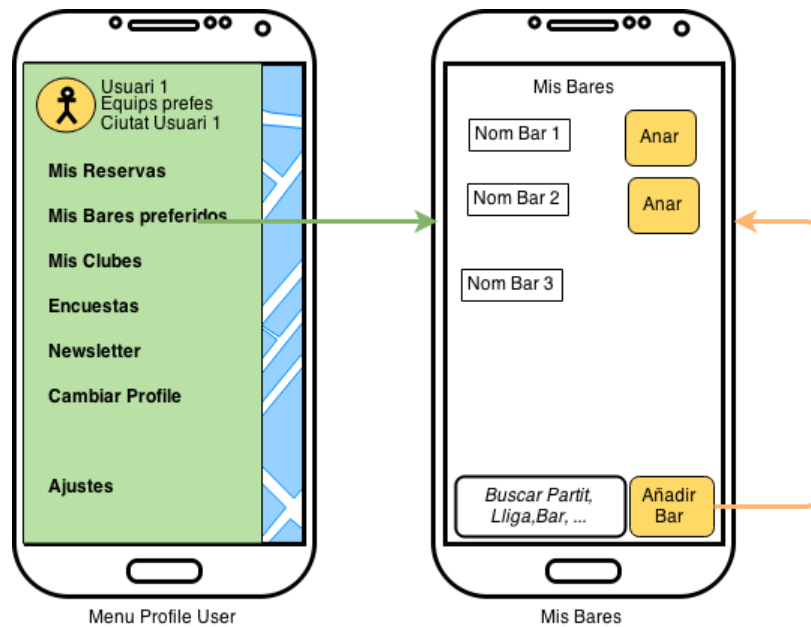 Usuari 1
Equips prefes
Ciutat Usuari 1
Mis Reservas
Mis Bares preferidos
Mis Clubes
Encuestas
Newsletter
Cambiar Profile
Ajustes
Menu Profile User
Mis Bares
Nom Bar 1
Anar
Nom Bar 2
Anar
Nom Bar 3
Buscar Partit,
Lliga,Bar, ...
Añadir
Bar
Mis Bares